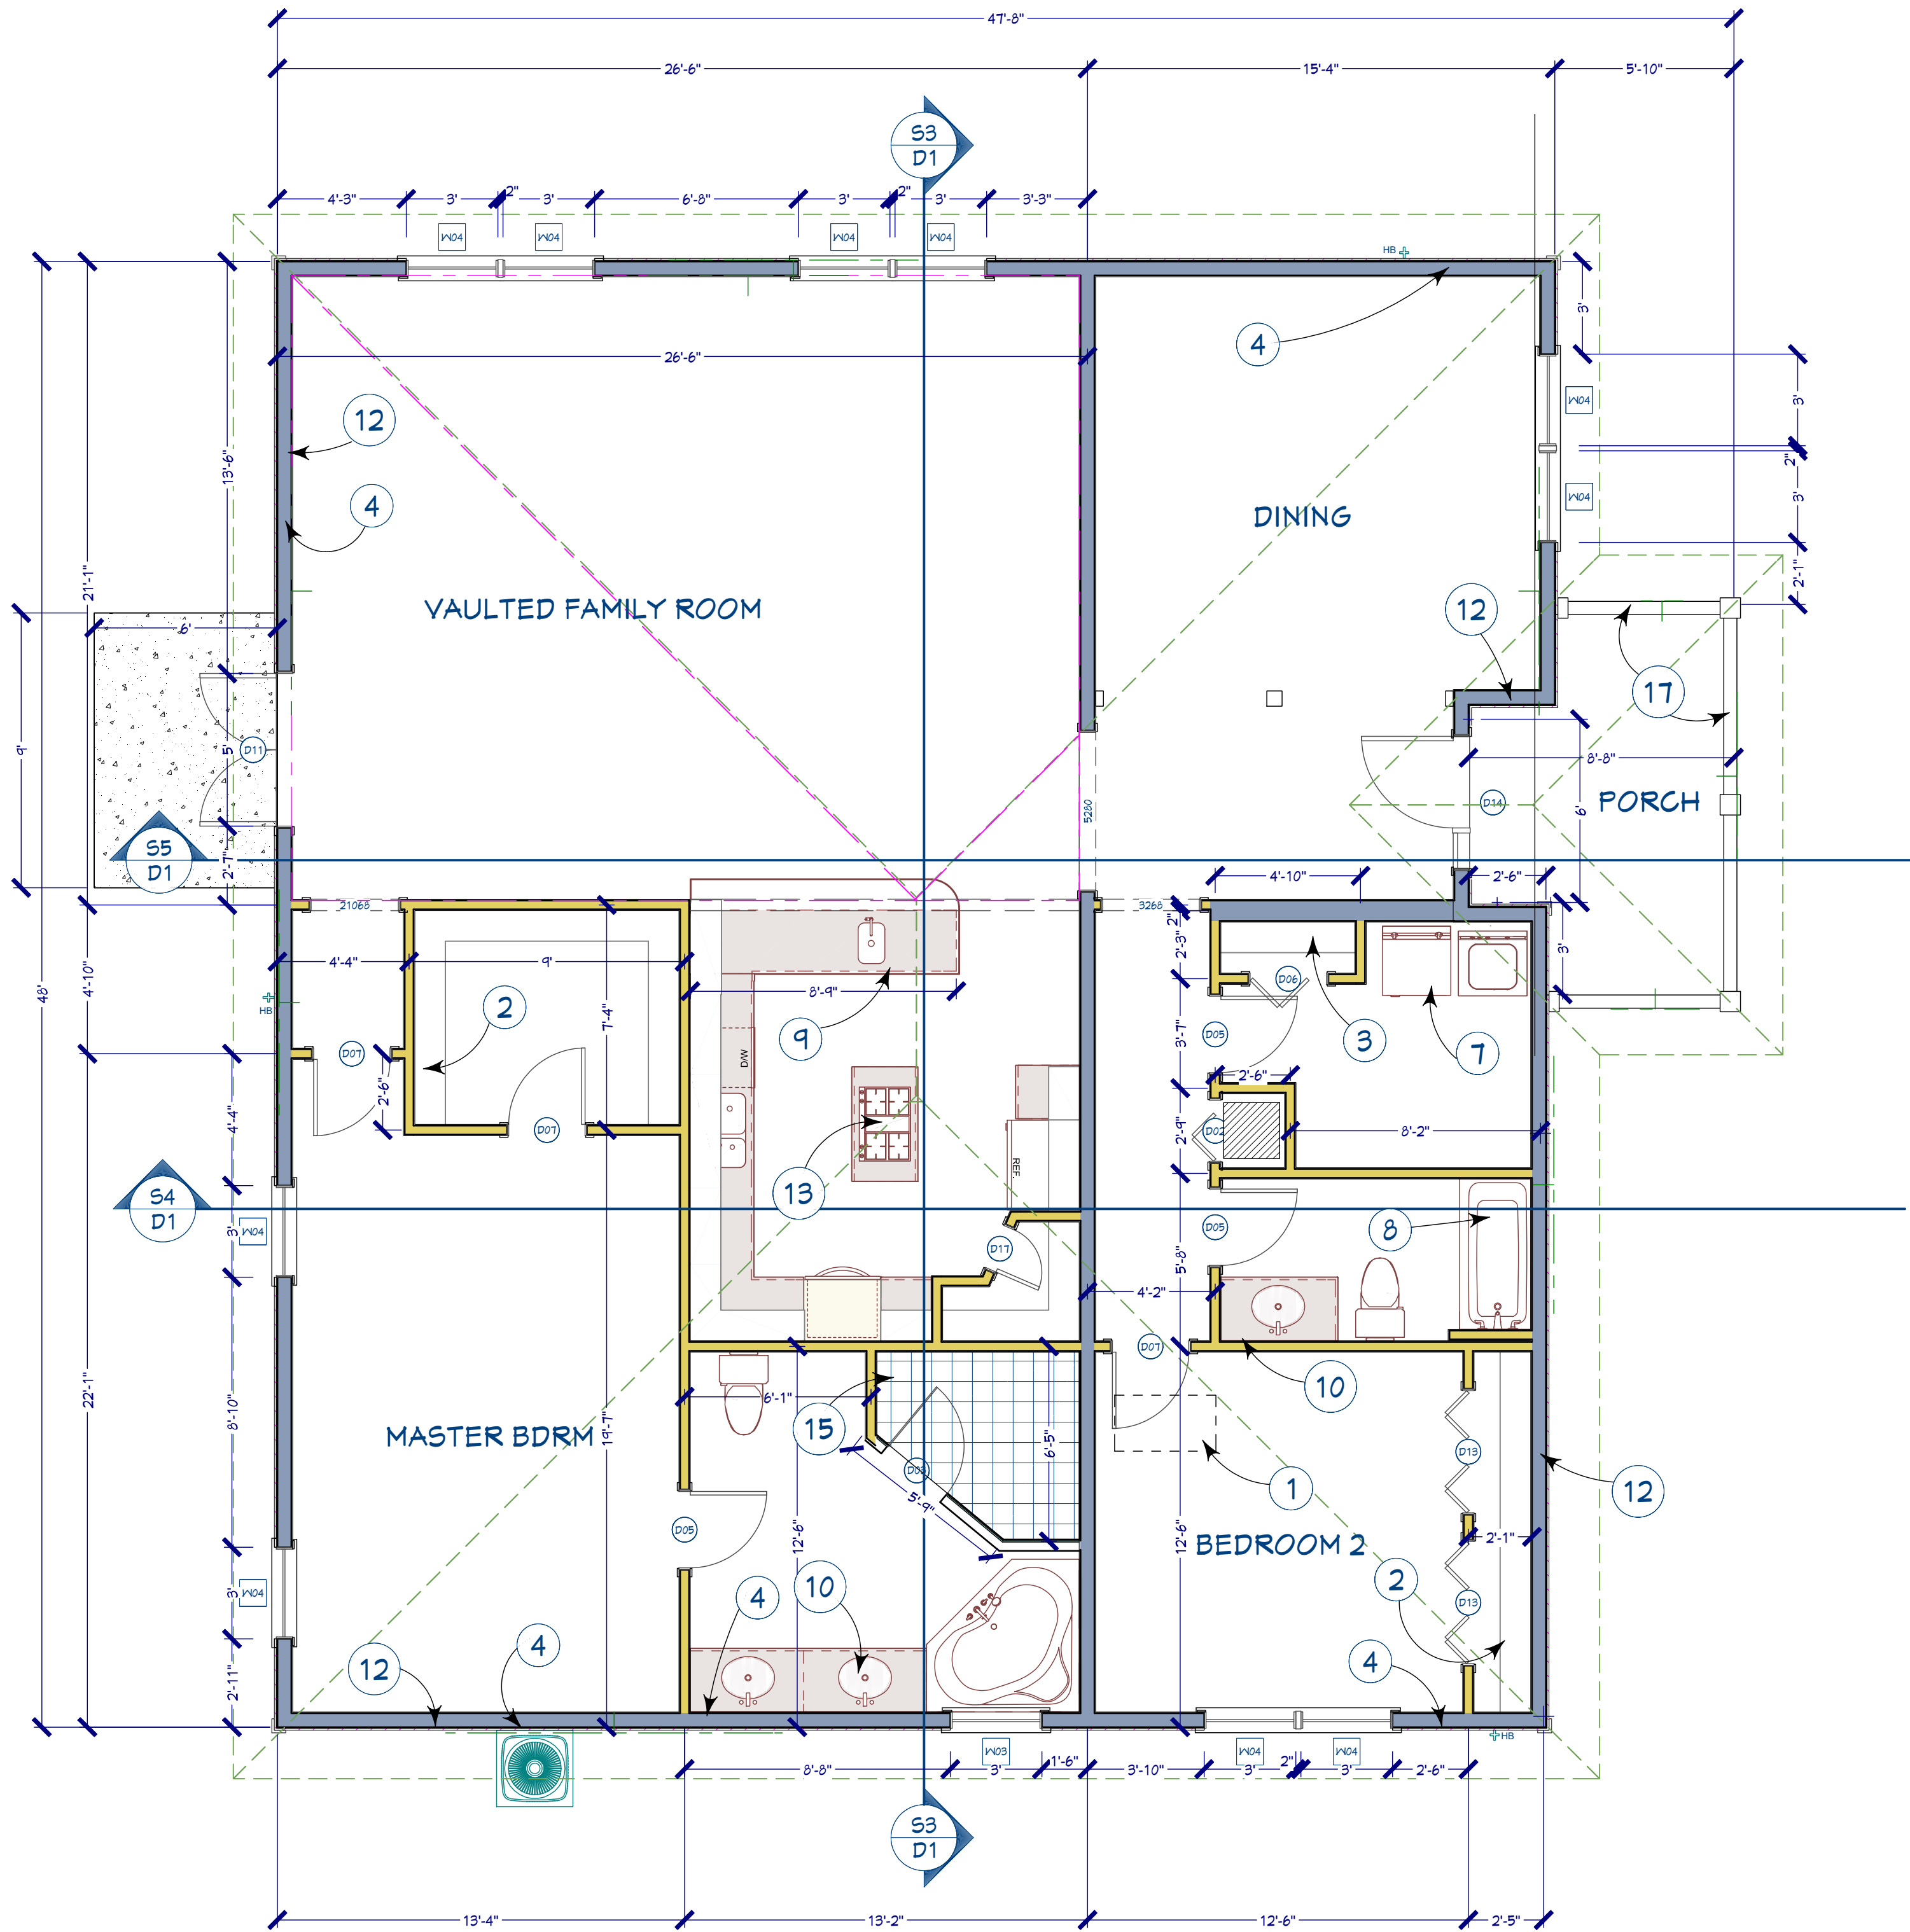 47'-8"
26'-6" 15'-4" 5'-10"
S3
D1
4'-3" 3' 2" 3' 6'-8" 3' 2" 3' 3'-3"
W04 W04 W04 W04
HB
3'
4
26'-6"
W04
3'
12
13'-6"
2"
4
W04
3'
DINING
21'-1"
2'-1"
VAULTED FAMILY ROOM
12
6'
17
9'
5'
D11
8'-8"
5280
D14
6'
PORCH
S5
D1
2'-7"
4'-10" 2'-6"
21068
3268
2"
2'-3"
3'
4'-4" 9'
4'-10"
48'
8'-9"
D06
HB
2
7'-4"
9
D05
3
7
D07
D/W
3'-7"
2'-6"
2'-6"
4'-4"
D07
D02
8'-2"
2'-9"
REF.
13
S4
D1
3'
W04
D05
8
D17
5'-8"
4'-2"
D07
22'-1"
8'-10"
6'-1"
10
15
MASTER BDRM
19'-7"
6'-5"
D13
D03
1
12
5'-9"
D05
12'-6"
12'-6"
BEDROOM 2
2'-1"
3'
W04
4
10
2
D13
4
12
4
2'-11"
HB
W03 W04 W04
8'-8" 3' 1'-6" 3'-10" 3' 2" 3' 2'-6"
S3
D1
13'-4" 13'-2" 12'-6" 2'-5"